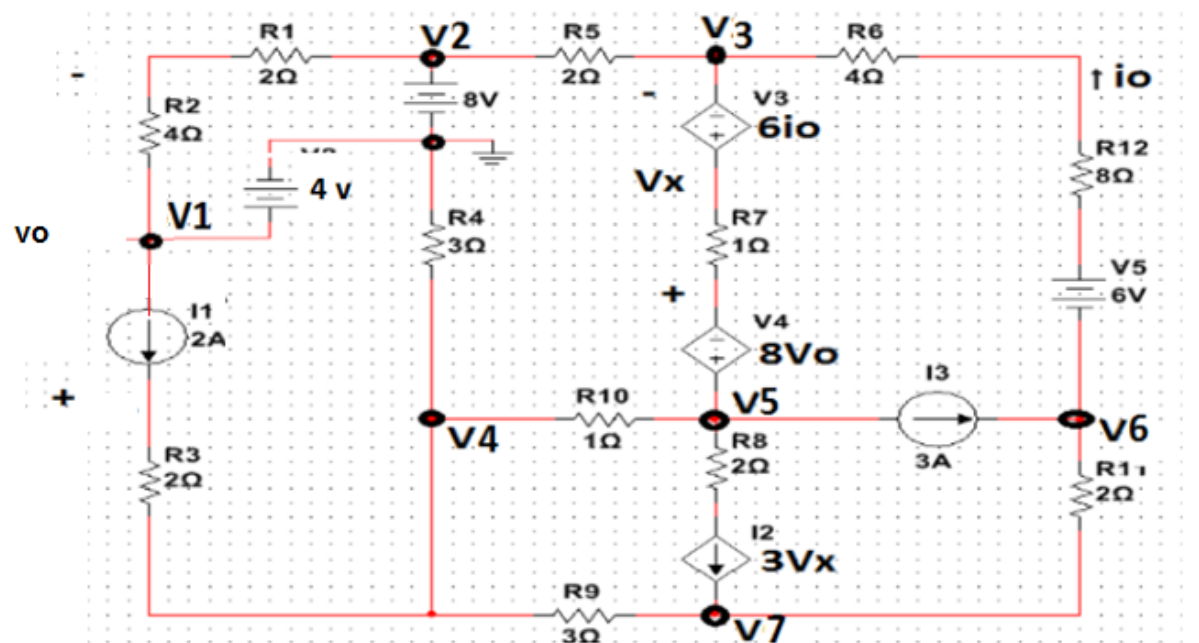 R1
2Ω
V2
R5
2Ω
V3
R6
4Ω
-
↑ io
R2
4Ω
8V
-
V3
6io
- +
R12
8Ω
4 v
Vx
vo
V1
R4
3Ω
R7
1Ω
V5
6V
I1
2A
+
V4
8Vo
- +
+
I3
R10
1Ω
V5
V4
V6
3A
R3
2Ω
R8
2Ω
R11
2Ω
I2
3Vx
R9
3Ω
V7